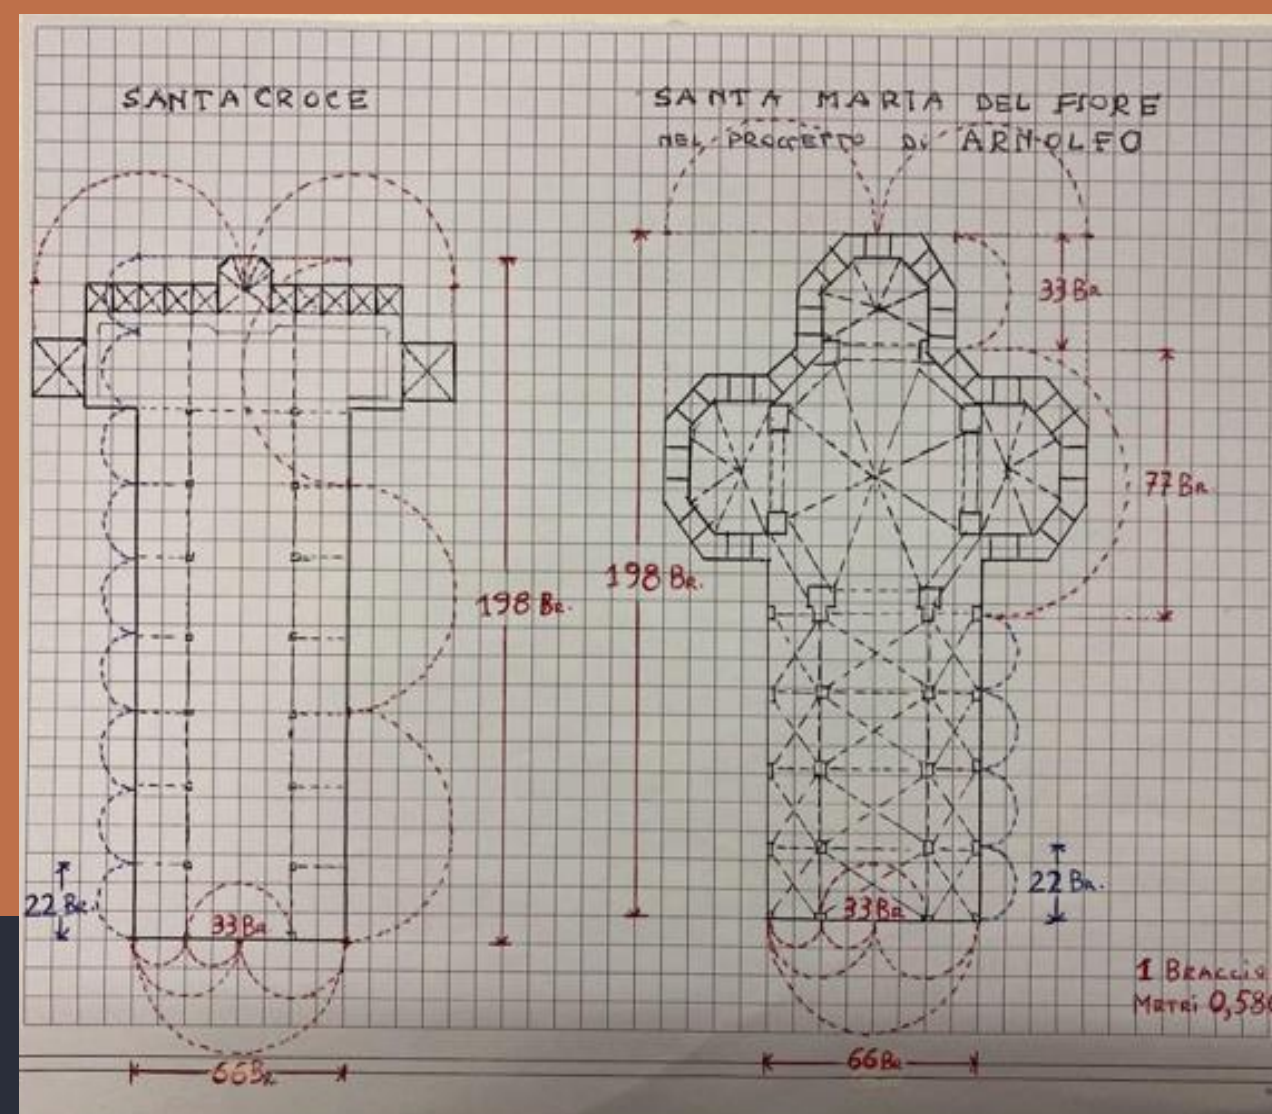 SANTA CROCE
SANTA MARIA DEL FIORE
NEL PROGETTO DI ARNOLFO
33 Br
77 Br
198 Br.
198 Br.
22 Br.
33 Br
33 Br
22 Br.
1 BRACCIO
METRI 0,58
66 Br
66 Br